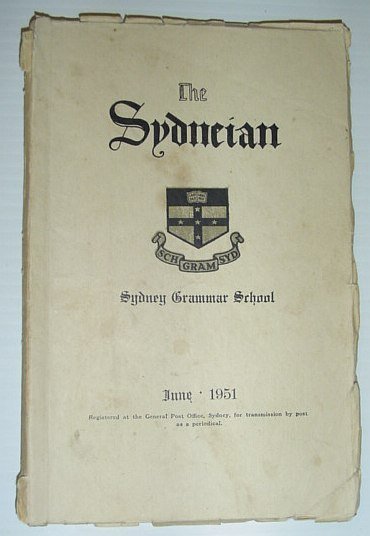 The
Sydneian
SCH GRAM SYD
Sydney Grammar School
June · 1951
Registered at the General Post Office, Sydney, for transmission by post
as a periodical.